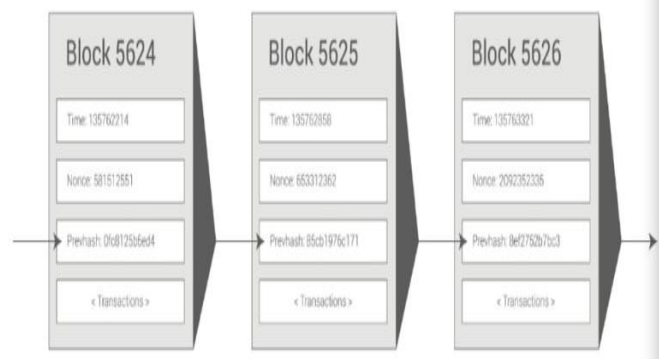 Block 5624
Time: 135762214
Nonce: 581512551
Prevhash: 0fc8125b6ed4
< Transactions >
Block 5625
Time: 135762858
Nonce: 653312362
Prevhash: 85cb1976c171
< Transactions >
Block 5626
Time: 135763321
Nonce: 2092352335
Prevhash: 8ef2752b7bc3
< Transactions >